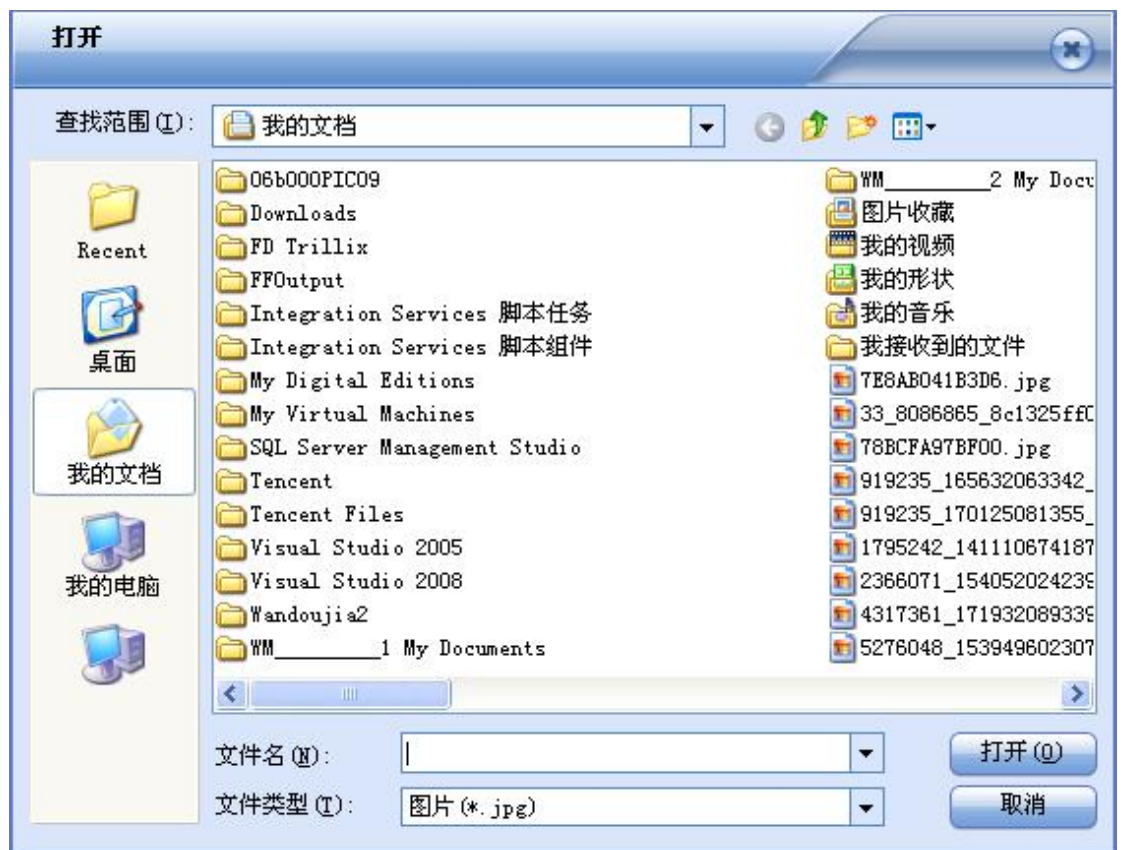 打开
查找范围(I):
我的文档
Recent
桌面
我的文档
我的电脑
06b000PIC09
Downloads
FD Trillix
FFOutput
Integration Services 脚本任务
Integration Services 脚本组件
My Digital Editions
My Virtual Machines
SQL Server Management Studio
Tencent
Tencent Files
Visual Studio 2005
Visual Studio 2008
Wandoujia2
WM_________1 My Documents
WM_________2 My Docu
图片收藏
我的视频
我的形状
我的音乐
我接收到的文件
7E8AB041B3D6.jpg
33_8086865_8c1325ff0
78BCFA97BF00.jpg
919235_165632063342_
919235_170125081355_
1795242_141110674187
2366071_154052024239
4317361_171932089339
5276048_153949602307
文件名(N):
打开(O)
文件类型(T):
图片(*.jpg)
取消